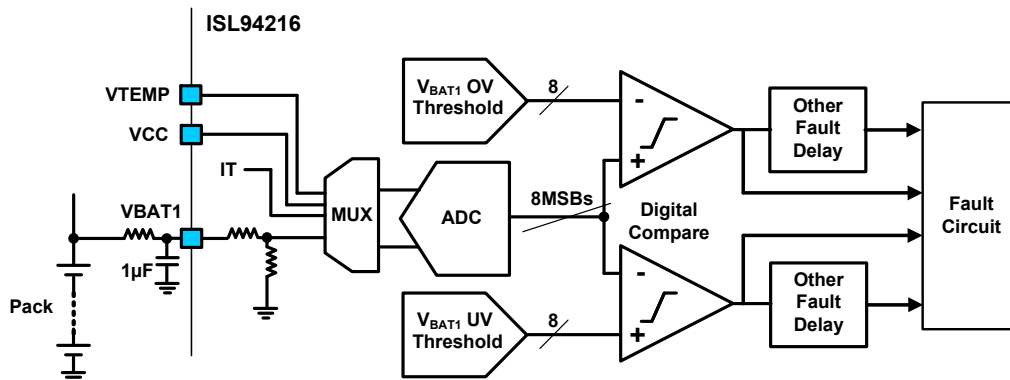 ISL94216
VTEMP
VCC
IT
VBAT1
1µF
Pack
MUX
ADC
VBAT1 OV
Threshold
8
8MSBs
VBAT1 UV
Threshold
8
-
+
Digital
Compare
-
+
Other
Fault
Delay
Other
Fault
Delay
Fault
Circuit